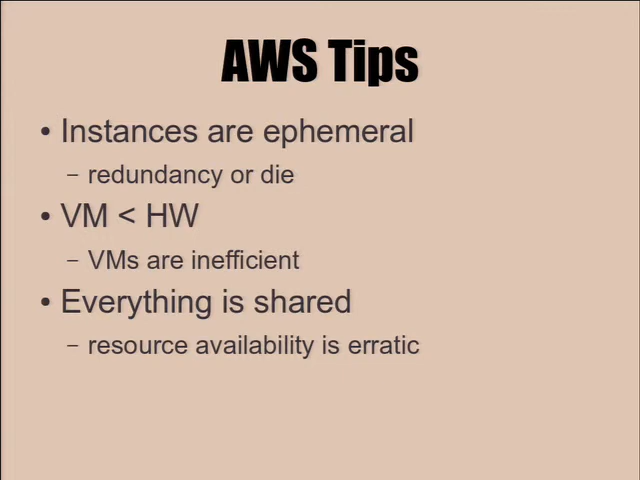 AWS Tips
• Instances are ephemeral
– redundancy or die
• VM < HW
– VMs are inefficient
• Everything is shared
– resource availability is erratic